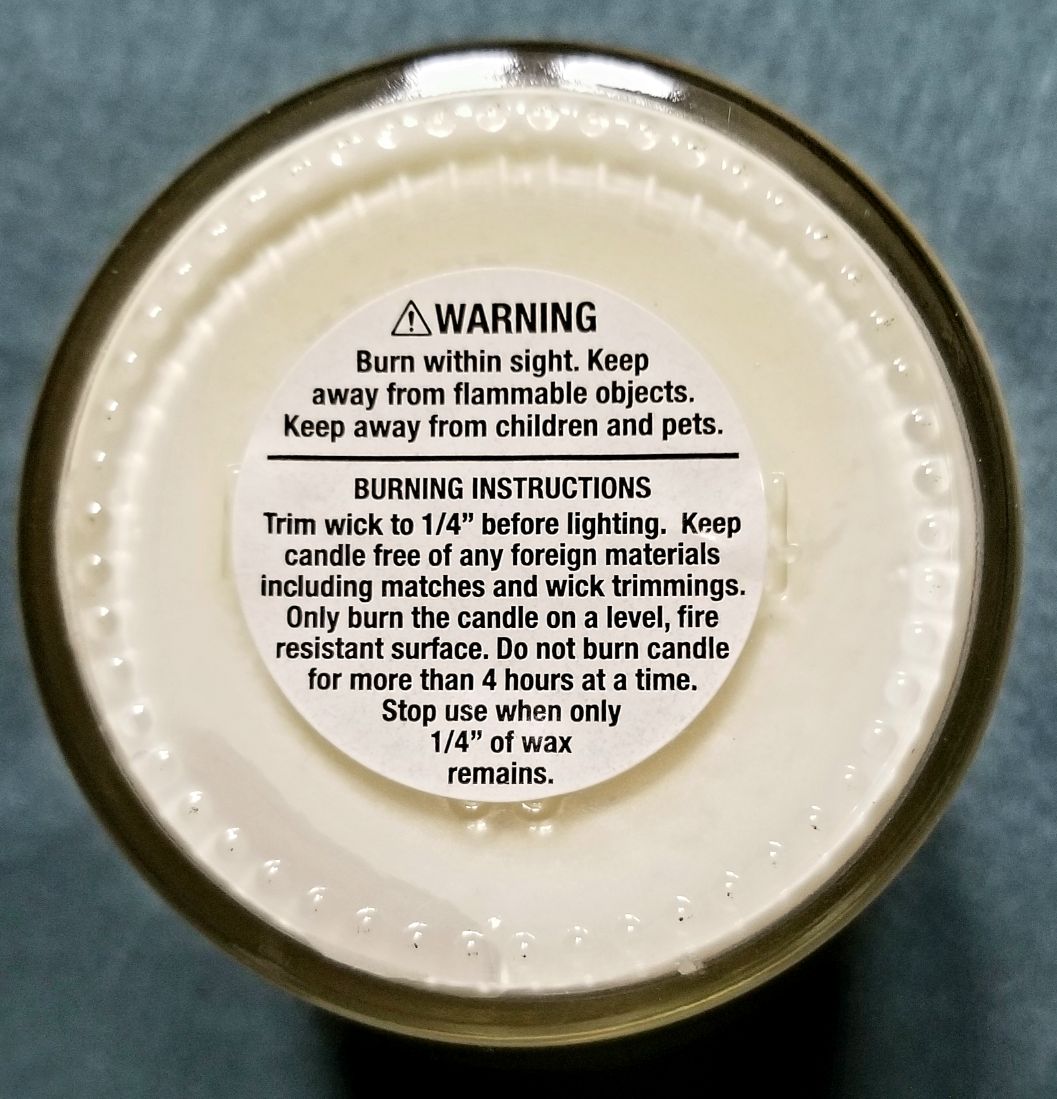 ⚠WARNING
Burn within sight. Keep
away from flammable objects.
Keep away from children and pets.
BURNING INSTRUCTIONS
Trim wick to 1/4” before lighting. Keep
candle free of any foreign materials
including matches and wick trimmings.
Only burn the candle on a level, fire
resistant surface. Do not burn candle
for more than 4 hours at a time.
Stop use when only
1/4” of wax
remains.